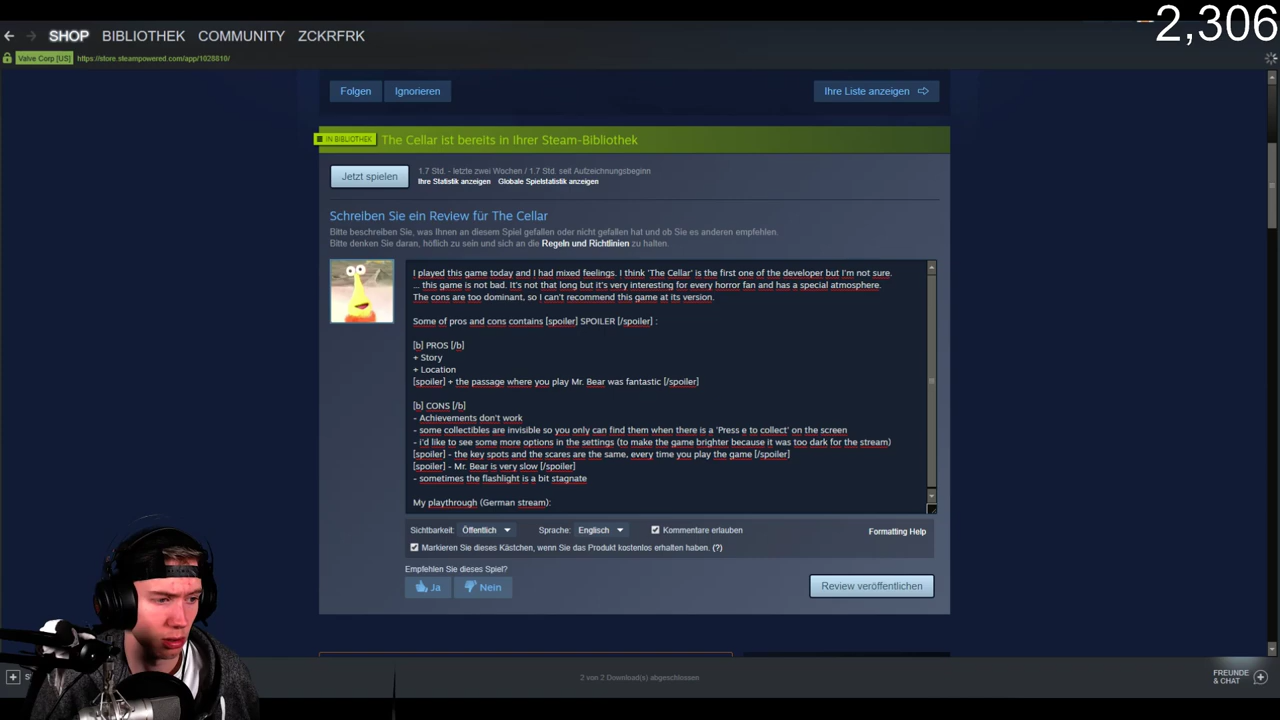 2,306
SHOP BIBLIOTHEK COMMUNITY ZCKRFRK
Valve Corp [US] https://store.steampowered.com/app/1028810/
Folgen Ignorieren Ihre Liste anzeigen
IN BIBLIOTHEK The Cellar ist bereits in Ihrer Steam-Bibliothek
Jetzt spielen 1.7 Std. - letzte zwei Wochen / 1.7 Std. seit Aufzeichnungsbeginn
Ihre Statistik anzeigen Globale Spielstatistik anzeigen
Schreiben Sie ein Review für The Cellar
Bitte beschreiben Sie, was Ihnen an diesem Spiel gefallen oder nicht gefallen hat und ob Sie es anderen empfehlen.
Bitte denken Sie daran, höflich zu sein und sich an die Regeln und Richtlinien zu halten.
I played this game today and I had mixed feelings. I think 'The Cellar' is the first one of the developer but I'm not sure.
... this game is not bad. It's not that long but it's very interesting for every horror fan and has a special atmosphere.
The cons are too dominant, so I can't recommend this game at its version.
Some of pros and cons contains [spoiler] SPOILER [/spoiler] :
[b] PROS [/b]
+ Story
+ Location
[spoiler] + the passage where you play Mr. Bear was fantastic [/spoiler]
[b] CONS [/b]
- Achievements don't work
- some collectibles are invisible so you only can find them when there is a 'Press e to collect' on the screen
- i'd like to see some more options in the settings (to make the game brighter because it was too dark for the stream)
[spoiler] - the key spots and the scares are the same, every time you play the game [/spoiler]
[spoiler] - Mr. Bear is very slow [/spoiler]
- sometimes the flashlight is a bit stagnate
My playthrough (German stream):
Sichtbarkeit: Öffentlich Sprache: Englisch Kommentare erlauben Formatting Help
Markieren Sie dieses Kästchen, wenn Sie das Produkt kostenlos erhalten haben. (?)
Empfehlen Sie dieses Spiel?
Ja Nein Review veröffentlichen
2 von 2 Download(s) abgeschlossen
FREUNDE
& CHAT